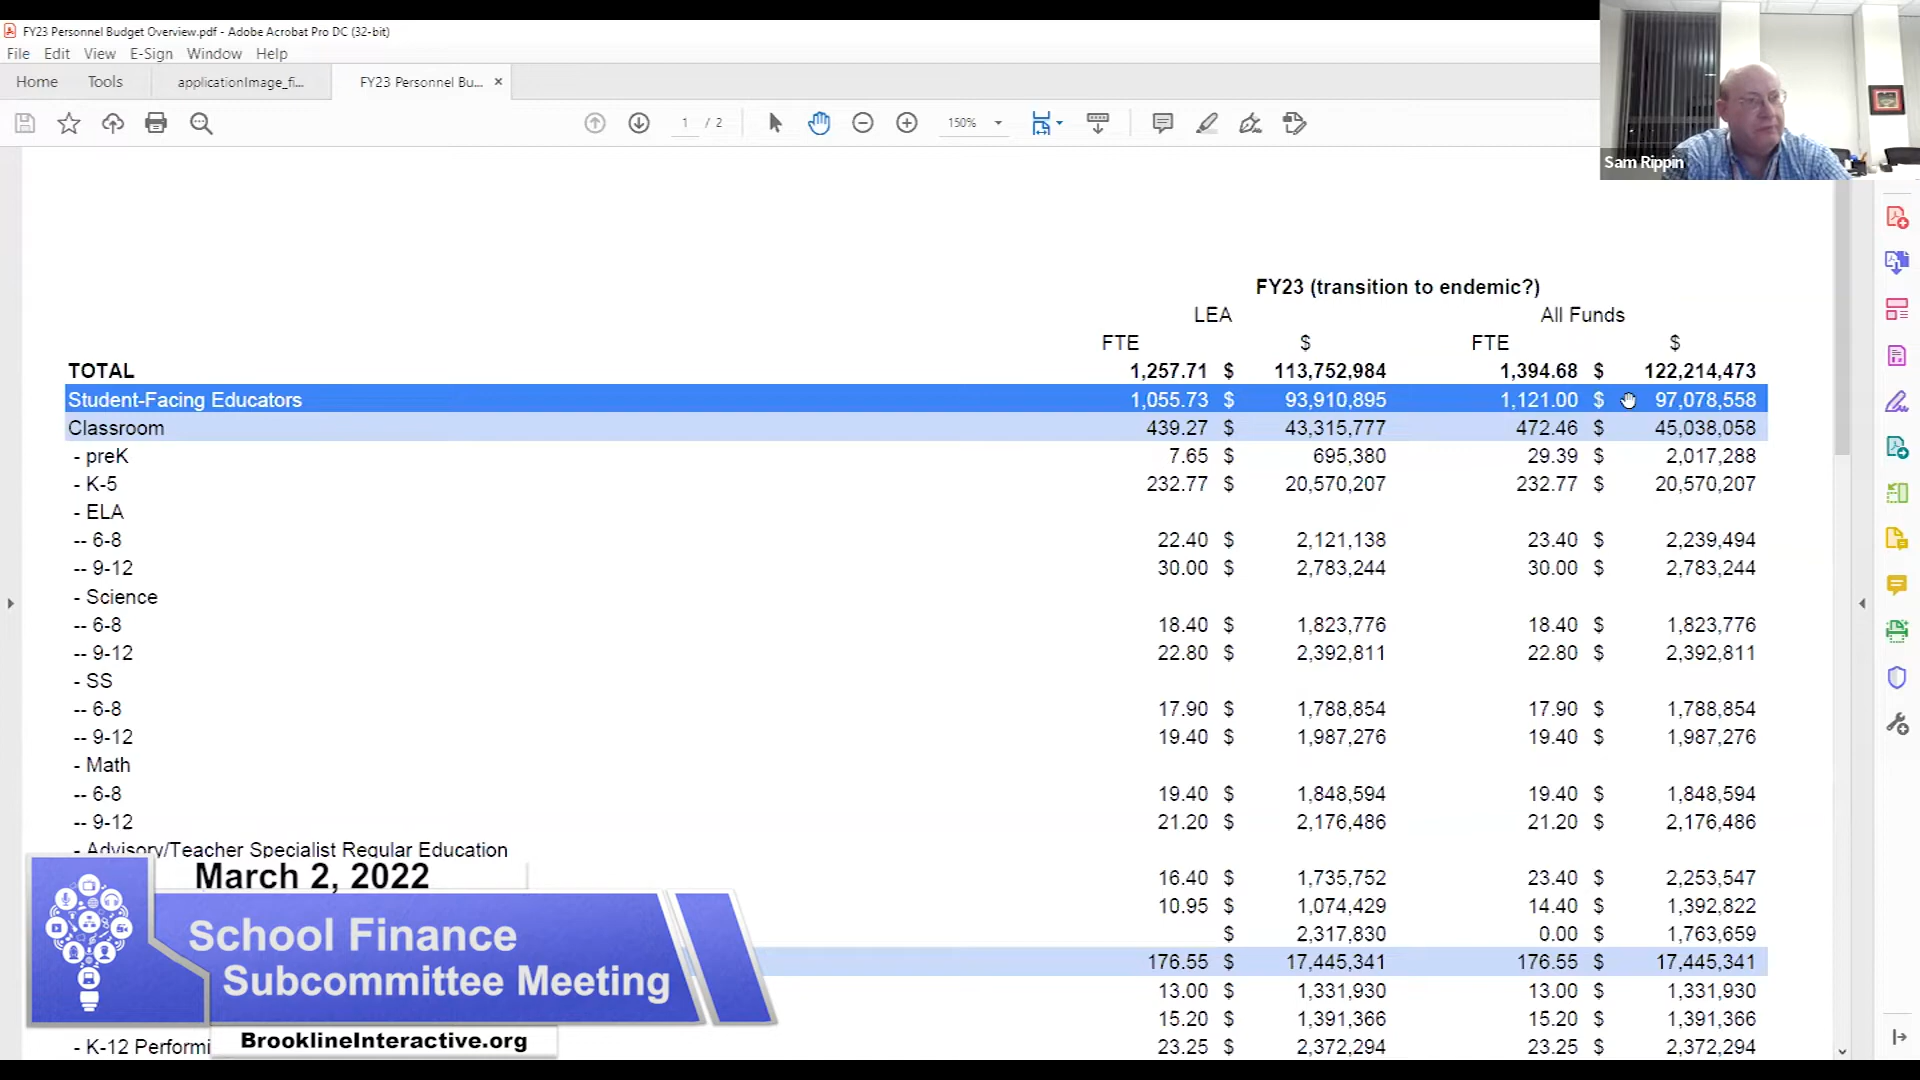 FY23 Personnel Budget Overview.pdf - Adobe Acrobat Pro DC (32-bit)
File Edit View E-Sign Window Help
Home Tools applicationImage_fi... FY23 Personnel Bu... ×
1 / 2 150%
Sam Rippin
FY23 (transition to endemic?)
LEA All Funds
FTE $ FTE $
TOTAL 1,257.71 $ 113,752,984 1,394.68 $ 122,214,473
Student-Facing Educators 1,055.73 $ 93,910,895 1,121.00 $ 97,078,558
Classroom 439.27 $ 43,315,777 472.46 $ 45,038,058
- preK 7.65 $ 695,380 29.39 $ 2,017,288
- K-5 232.77 $ 20,570,207 232.77 $ 20,570,207
- ELA
-- 6-8 22.40 $ 2,121,138 23.40 $ 2,239,494
-- 9-12 30.00 $ 2,783,244 30.00 $ 2,783,244
- Science
-- 6-8 18.40 $ 1,823,776 18.40 $ 1,823,776
-- 9-12 22.80 $ 2,392,811 22.80 $ 2,392,811
- SS
-- 6-8 17.90 $ 1,788,854 17.90 $ 1,788,854
-- 9-12 19.40 $ 1,987,276 19.40 $ 1,987,276
- Math
-- 6-8 19.40 $ 1,848,594 19.40 $ 1,848,594
-- 9-12 21.20 $ 2,176,486 21.20 $ 2,176,486
- Advisory/Teacher Specialist Regular Education
16.40 $ 1,735,752 23.40 $ 2,253,547
10.95 $ 1,074,429 14.40 $ 1,392,822
$ 2,317,830 0.00 $ 1,763,659
176.55 $ 17,445,341 176.55 $ 17,445,341
13.00 $ 1,331,930 13.00 $ 1,331,930
15.20 $ 1,391,366 15.20 $ 1,391,366
- K-12 Performi 23.25 $ 2,372,294 23.25 $ 2,372,294
March 2, 2022
School Finance
Subcommittee Meeting
BrooklineInteractive.org